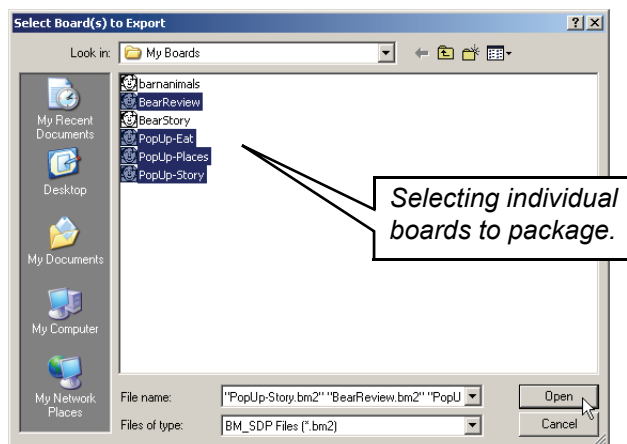 Select Board(s) to Export
Look in: My Boards
barnanimals
BearReview
BearStory
PopUp-Eat
PopUp-Places
PopUp-Story
My Recent
Documents
Desktop
My Documents
My Computer
My Network
Places
Selecting individual
boards to package.
File name: "PopUp-Story.bm2" "BearReview.bm2" "PopU
Open
Files of type: BM_SDP Files (*.bm2)
Cancel